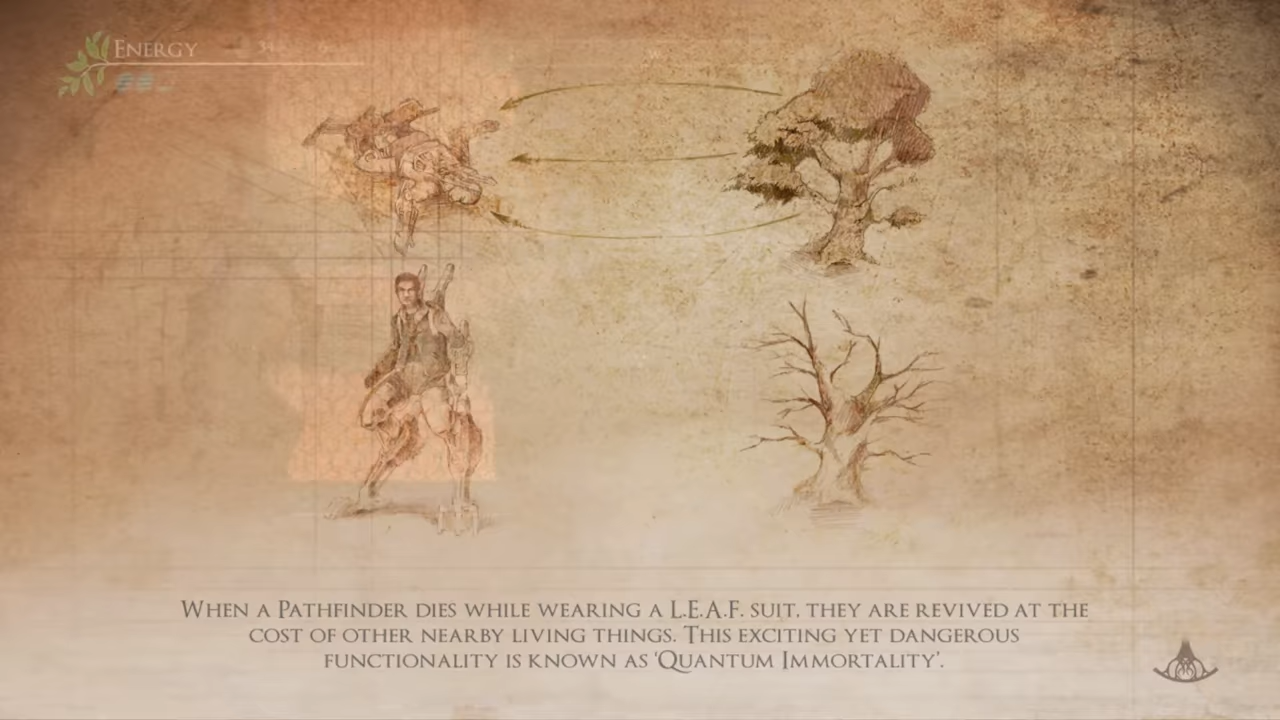 Energy
When a Pathfinder dies while wearing a L.E.A.F. suit, they are revived at the
cost of other nearby living things. This exciting yet dangerous
functionality is known as ‘Quantum Immortality’.